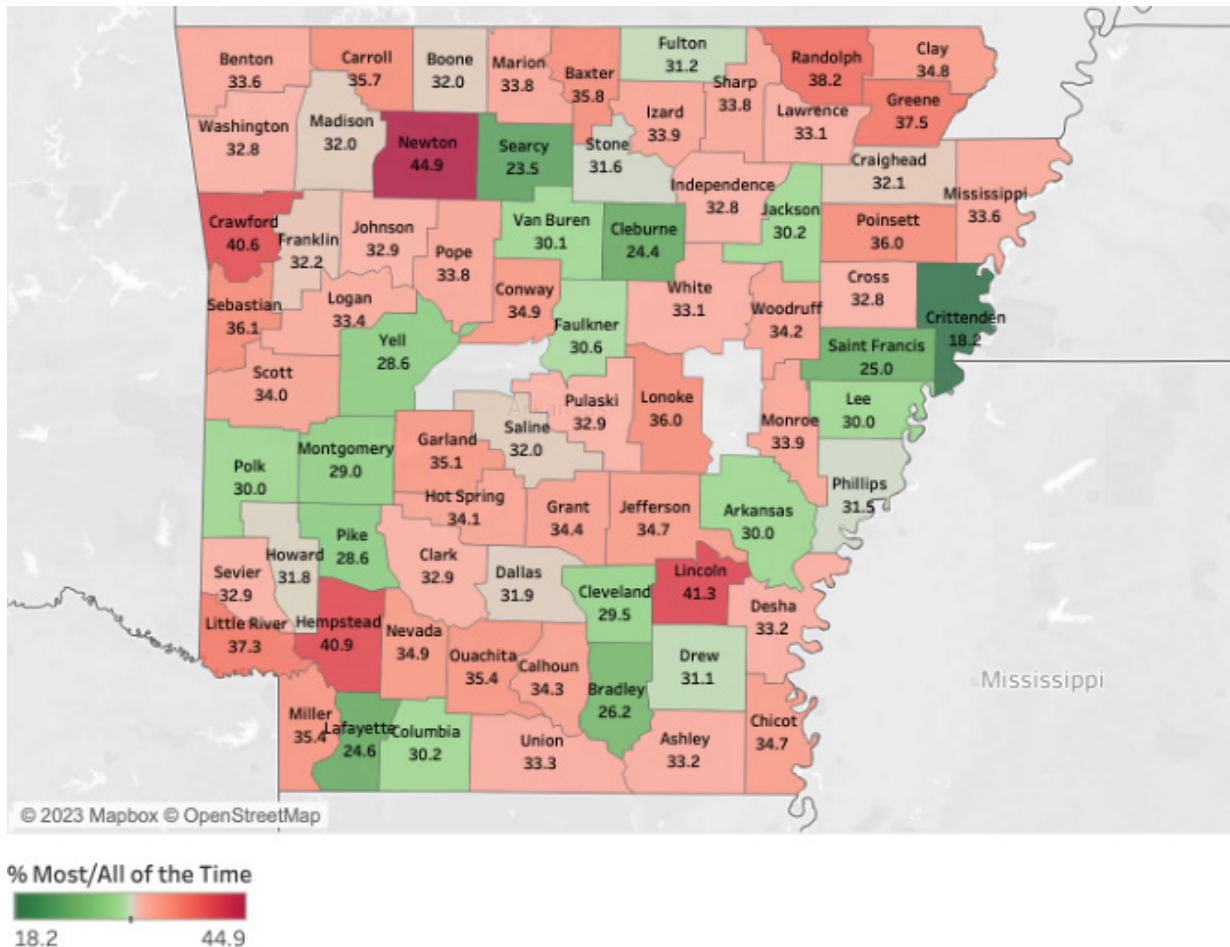 Benton
33.6
Carroll
35.7
Boone
32.0
Marion
33.8
Baxter
35.8
Fulton
31.2
Sharp
33.8
Randolph
38.2
Clay
34.8
Greene
37.5
Izard
33.9
Lawrence
33.1
Washington
32.8
Madison
32.0
Newton
44.9
Searcy
23.5
Stone
31.6
Independence
32.8
Jackson
30.2
Craighead
32.1
Mississippi
33.6
Crawford
40.6
Franklin
32.2
Johnson
32.9
Pope
33.8
Van Buren
30.1
Cleburne
24.4
Poinsett
36.0
Sebastian
36.1
Logan
33.4
Conway
34.9
Faulkner
30.6
White
33.1
Woodruff
34.2
Cross
32.8
Crittenden
18.2
Yell
28.6
Saint Francis
25.0
Scott
34.0
Arkansas
Pulaski
32.9
Lonoke
36.0
Monroe
33.9
Lee
30.0
Polk
30.0
Montgomery
29.0
Garland
35.1
Saline
32.0
Phillips
31.5
Hot Spring
34.1
Grant
34.4
Jefferson
34.7
Arkansas
30.0
Sevier
32.9
Howard
31.8
Pike
28.6
Clark
32.9
Dallas
31.9
Cleveland
29.5
Lincoln
41.3
Desha
33.2
Little River
37.3
Hempstead
40.9
Nevada
34.9
Ouachita
35.4
Calhoun
34.3
Bradley
26.2
Drew
31.1
Mississippi
Miller
35.4
Lafayette
24.6
Columbia
30.2
Union
33.3
Ashley
33.2
Chicot
34.7
© 2023 Mapbox © OpenStreetMap
% Most/All of the Time
18.2 44.9